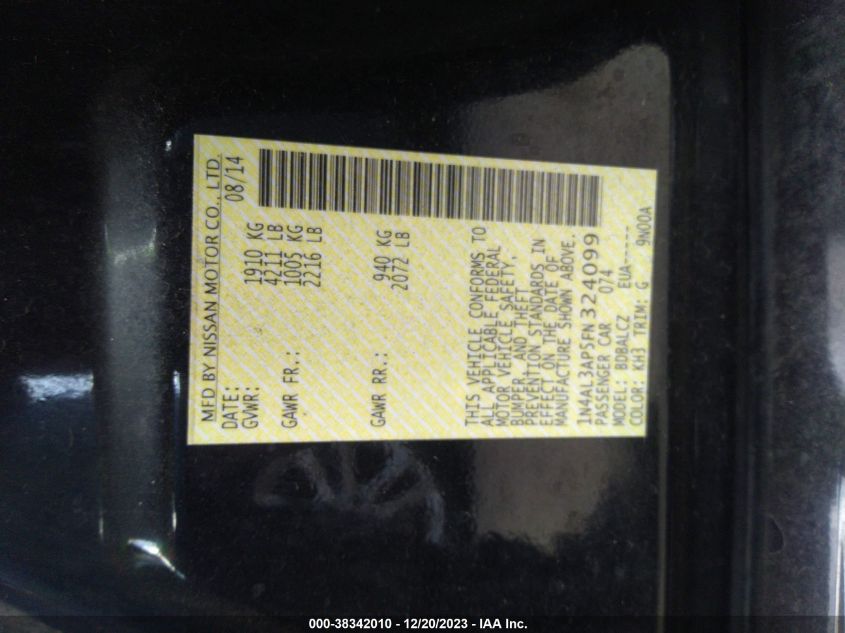 MFD BY NISSAN MOTOR CO., LTD.
DATE: 08/14
GVWR: 1910 KG
4211 LB
GAWR FR.: 1005 KG
2216 LB
GAWR RR.: 940 KG
2072 LB
THIS VEHICLE CONFORMS TO
ALL APPLICABLE FEDERAL
MOTOR VEHICLE SAFETY,
BUMPER, AND THEFT
PREVENTION STANDARDS IN
EFFECT ON THE DATE OF
MANUFACTURE SHOWN ABOVE.
1N4AL3AP5FN324099
PASSENGER CAR 0/4
MODEL: BDBALCZ EUA-----
COLOR: KH3 TRIM: G 9W00A
000-38342010 - 12/20/2023 - IAA Inc.